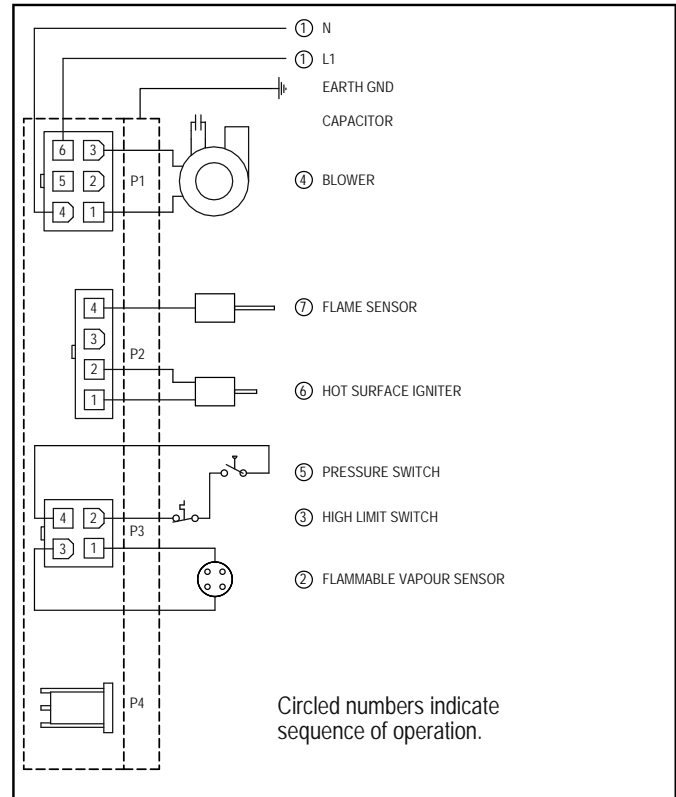 ① N
① L1
EARTH GND
CAPACITOR
6 3
5 2 P1
④ BLOWER
4 1
4
⑦ FLAME SENSOR
3
P2
2
⑥ HOT SURFACE IGNITER
1
⑤ PRESSURE SWITCH
4 2
③ HIGH LIMIT SWITCH
P3
3 1
② FLAMMABLE VAPOUR SENSOR
P4
Circled numbers indicate
sequence of operation.